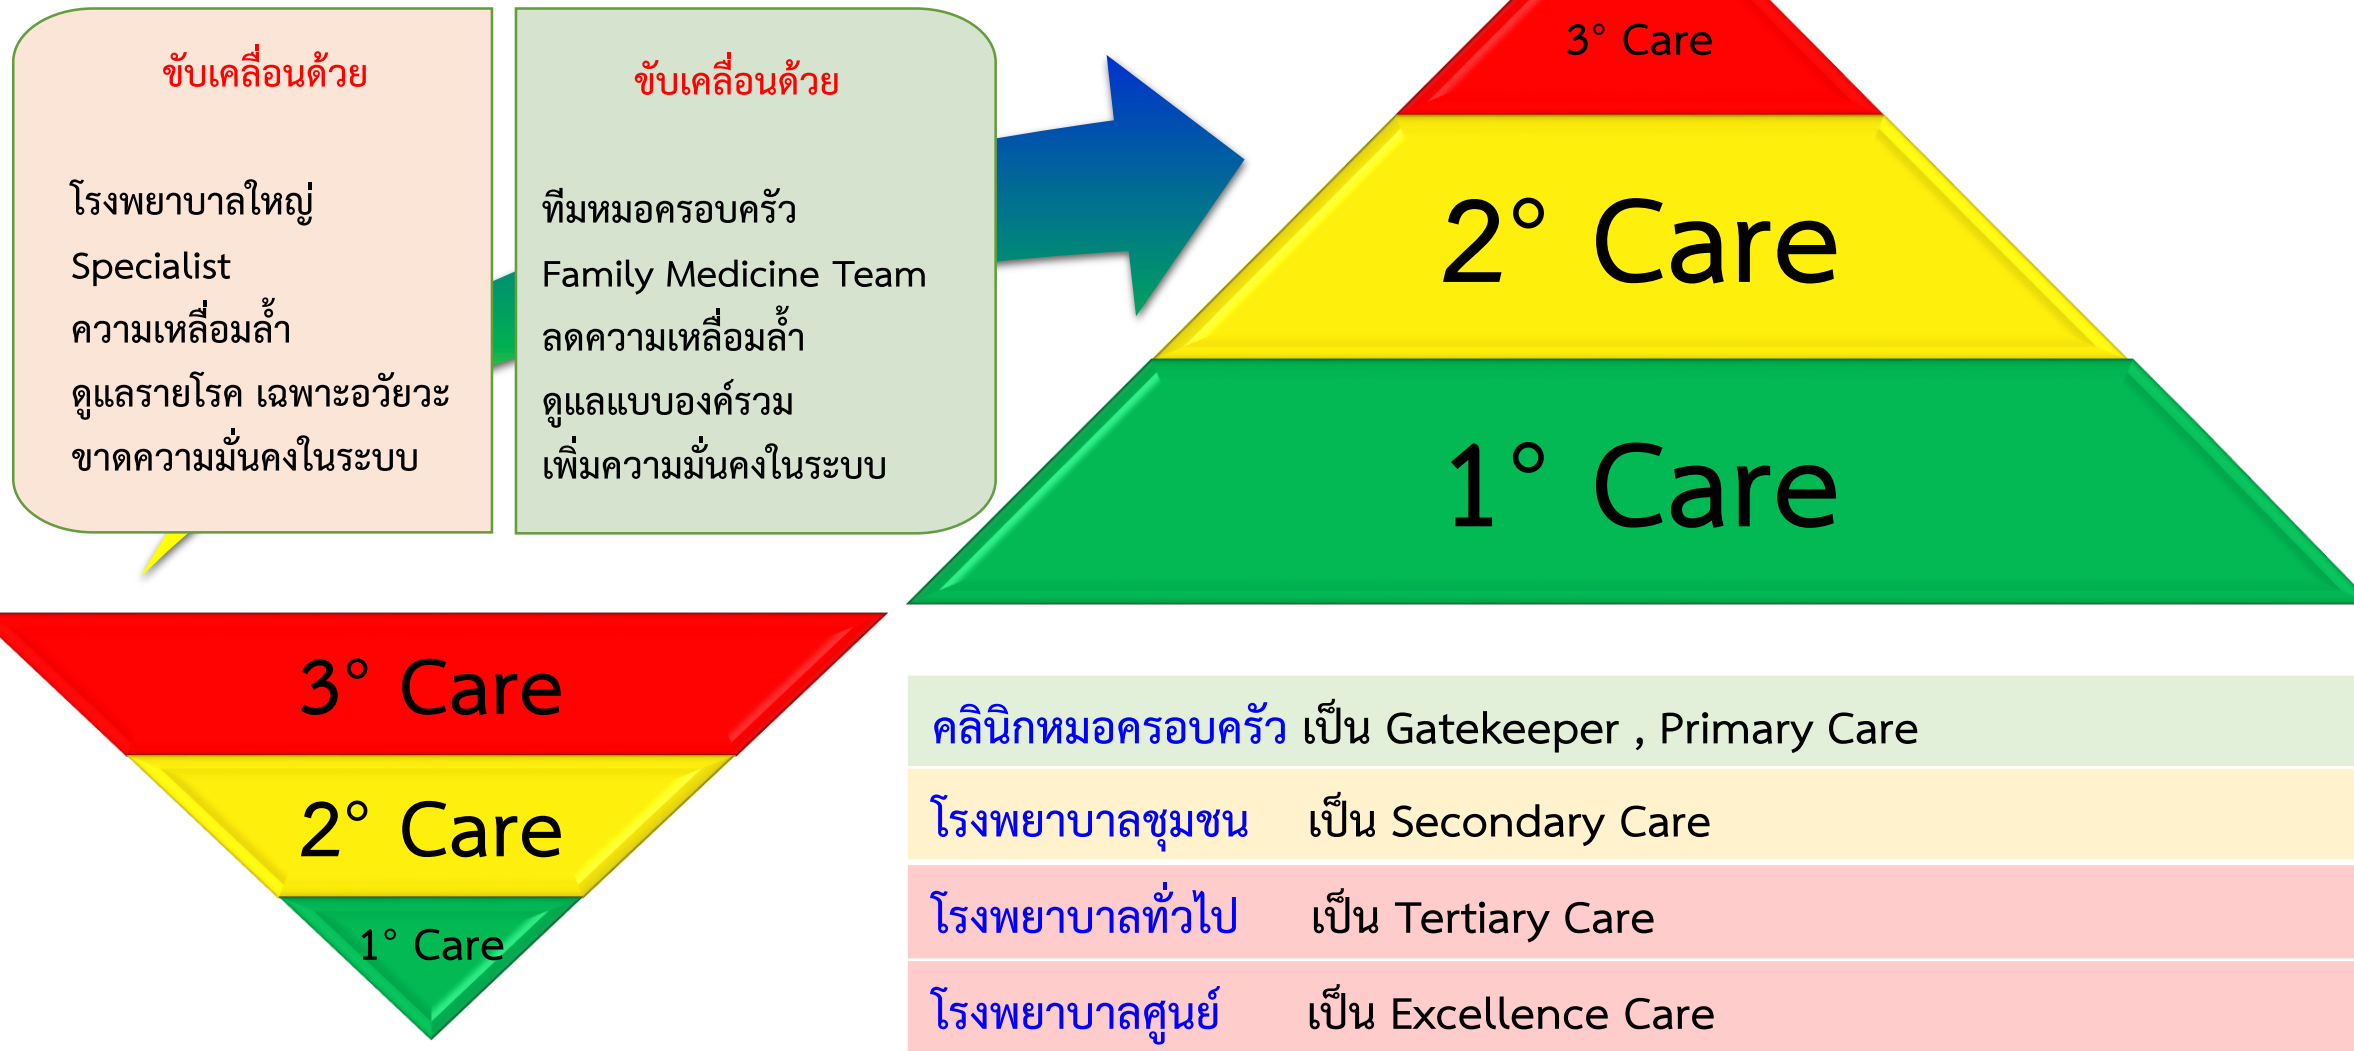 ขับเคลื่อนด้วย
โรงพยาบาลใหญ่
Specialist
ความเหลื่อมล้ำ
ดูแลรายโรค เฉพาะอวัยวะ
ขาดความมั่นคงในระบบ
ขับเคลื่อนด้วย
ทีมหมอครอบครัว
Family Medicine Team
ลดความเหลื่อมล้ำ
ดูแลแบบองค์รวม
เพิ่มความมั่นคงในระบบ
3° Care
2° Care
1° Care
3° Care
2° Care
1° Care
คลินิกหมอครอบครัว เป็น Gatekeeper , Primary Care
โรงพยาบาลชุมชน เป็น Secondary Care
โรงพยาบาลทั่วไป เป็น Tertiary Care
โรงพยาบาลศูนย์ เป็น Excellence Care